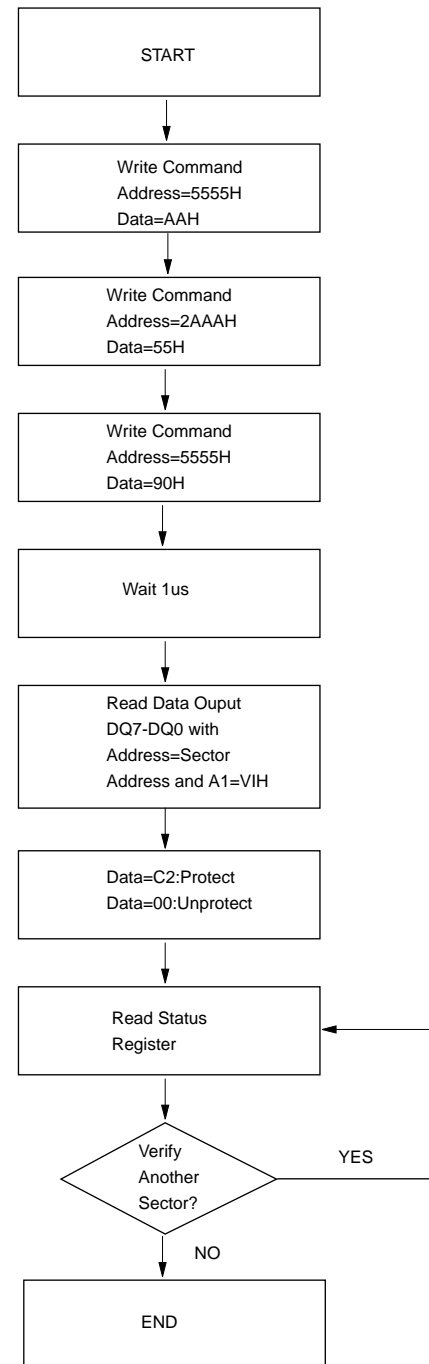 START
Write Command
Address=5555H
Data=AAH
Write Command
Address=2AAAH
Data=55H
Write Command
Address=5555H
Data=90H
Wait 1us
Read Data Ouput
DQ7-DQ0 with
Address=Sector
Address and A1=VIH
Data=C2:Protect
Data=00:Unprotect
Read Status
Register
Verify
Another
Sector?
YES
NO
END